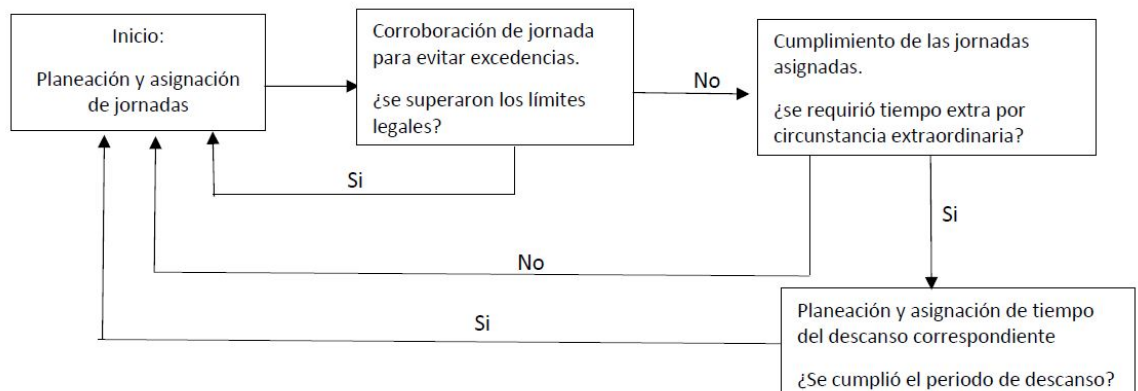 Inicio:
Planeación y asignación
de jornadas
Corroboración de jornada
para evitar excedencias.
¿se superaron los límites
legales?
No
Cumplimiento de las jornadas
asignadas.
¿se requirió tiempo extra por
circunstancia extraordinaria?
Si
Si
No
Si
Planeación y asignación de tiempo
del descanso correspondiente
¿Se cumplió el periodo de descanso?